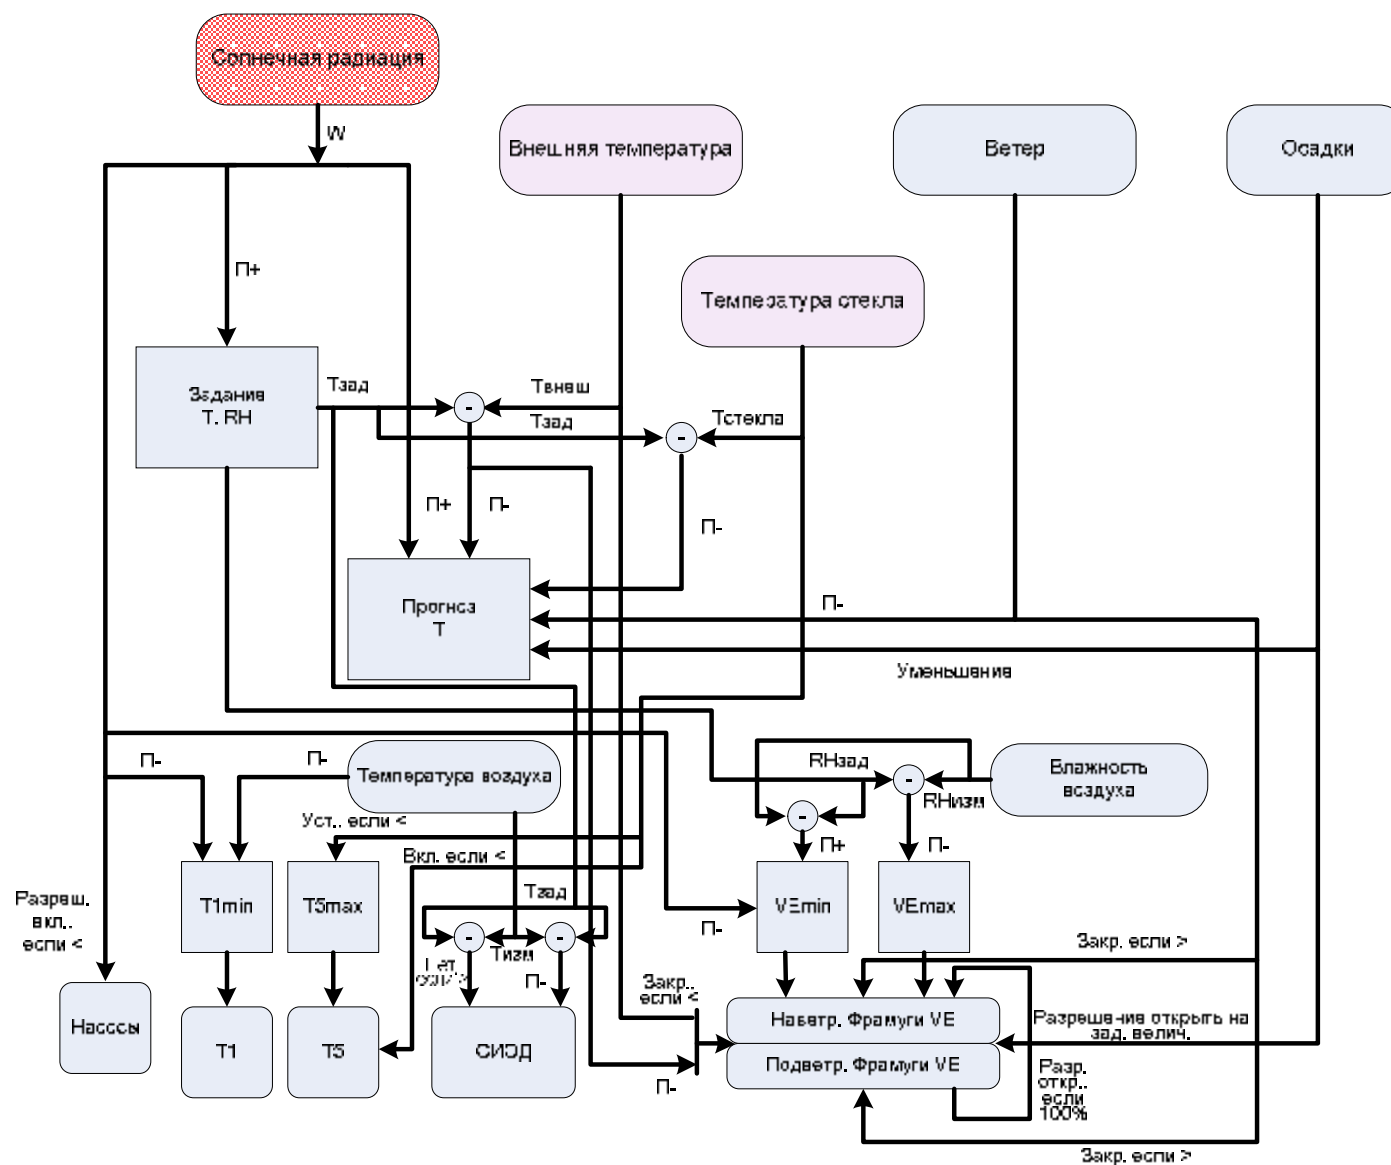 Солнечная радиация
W
Внешняя температура
Ветер
Осадки
П+
Температура стекла
Задание
T. RH
Тзад
Твнеш
Тзад
Тстекла
П+
П-
П-
Прогноз
Т
П-
Уменьшение
П-
П-
Температура воздуха
RHзад
Влажность
воздуха
RHизм
Уст.. если <
Вкл. если <
П+
П-
Разреш.
вкл..
если <
T1min
T5max
Тзад
VEmin
VEmax
П-
Тизм
если >
П-
Закр. если >
Закр..
если <
Насосы
Т1
Т5
СИОД
Наветр. Фрамуги VE
Подветр. Фрамуги VE
Разрешение открыть на
зад. велич.
П-
Разр.
откр..
если
100%
Закр. если >